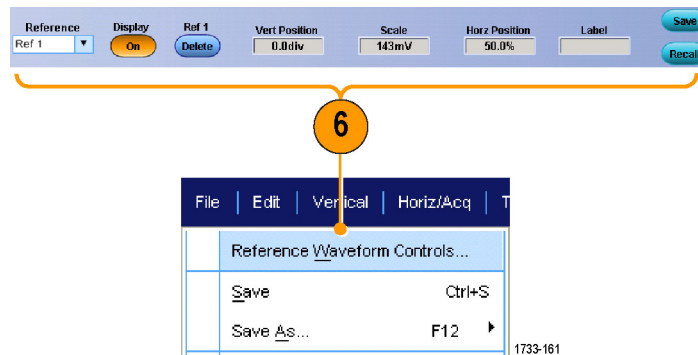 Reference Display Ref 1 Vert Position Scale Horz Position Label Save
Ref 1 On Delete 0.0div 143mV 50.0% Recal
6
File Edit Vertical Horiz/Acq T
Reference Waveform Controls...
Save Ctrl+S
Save As... F12
1733-161